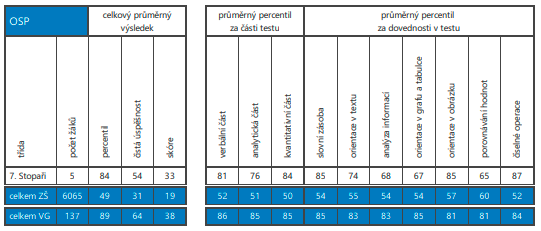 OSP
celkový průměrný
výsledek
průměrný percentil
za části testu
průměrný percentil
za dovednosti v testu
třída
počet žáků
percentil
čistá úspěšnost
skóre
verbální část
analytická část
kvantitativní část
slovní zásoba
orientace v textu
analýza informací
orientace v grafu a tabulce
orientace v obrázku
porovnávání hodnot
číselné operace
7. Stopaři 5 84 54 33 81 76 84 85 74 68 67 85 65 87
celkem ZŠ 6065 49 31 19 52 51 50 54 55 54 54 57 60 52
celkem VG 137 89 64 38 86 85 85 85 83 83 85 81 81 84